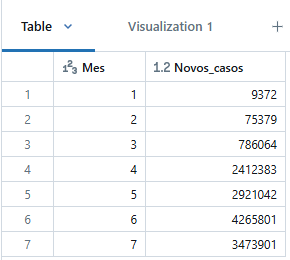 Table Visualization 1 +
1²3 Mes 1.2 Novos_casos
1 1 9372
2 2 75379
3 3 786064
4 4 2412383
5 5 2921042
6 6 4265801
7 7 3473901